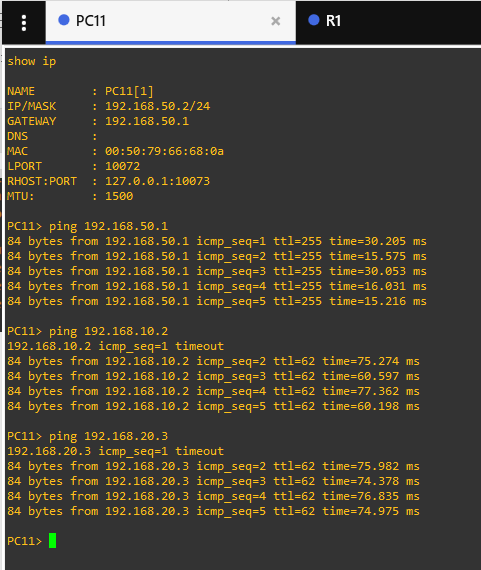 PC11 × R1
show ip
NAME : PC11[1]
IP/MASK : 192.168.50.2/24
GATEWAY : 192.168.50.1
DNS :
MAC : 00:50:79:66:68:0a
LPORT : 10072
RHOST:PORT : 127.0.0.1:10073
MTU: : 1500
PC11> ping 192.168.50.1
84 bytes from 192.168.50.1 icmp_seq=1 ttl=255 time=30.205 ms
84 bytes from 192.168.50.1 icmp_seq=2 ttl=255 time=15.575 ms
84 bytes from 192.168.50.1 icmp_seq=3 ttl=255 time=30.053 ms
84 bytes from 192.168.50.1 icmp_seq=4 ttl=255 time=16.031 ms
84 bytes from 192.168.50.1 icmp_seq=5 ttl=255 time=15.216 ms
PC11> ping 192.168.10.2
192.168.10.2 icmp_seq=1 timeout
84 bytes from 192.168.10.2 icmp_seq=2 ttl=62 time=75.274 ms
84 bytes from 192.168.10.2 icmp_seq=3 ttl=62 time=60.597 ms
84 bytes from 192.168.10.2 icmp_seq=4 ttl=62 time=77.362 ms
84 bytes from 192.168.10.2 icmp_seq=5 ttl=62 time=60.198 ms
PC11> ping 192.168.20.3
192.168.20.3 icmp_seq=1 timeout
84 bytes from 192.168.20.3 icmp_seq=2 ttl=62 time=75.982 ms
84 bytes from 192.168.20.3 icmp_seq=3 ttl=62 time=74.378 ms
84 bytes from 192.168.20.3 icmp_seq=4 ttl=62 time=76.835 ms
84 bytes from 192.168.20.3 icmp_seq=5 ttl=62 time=74.975 ms
PC11>